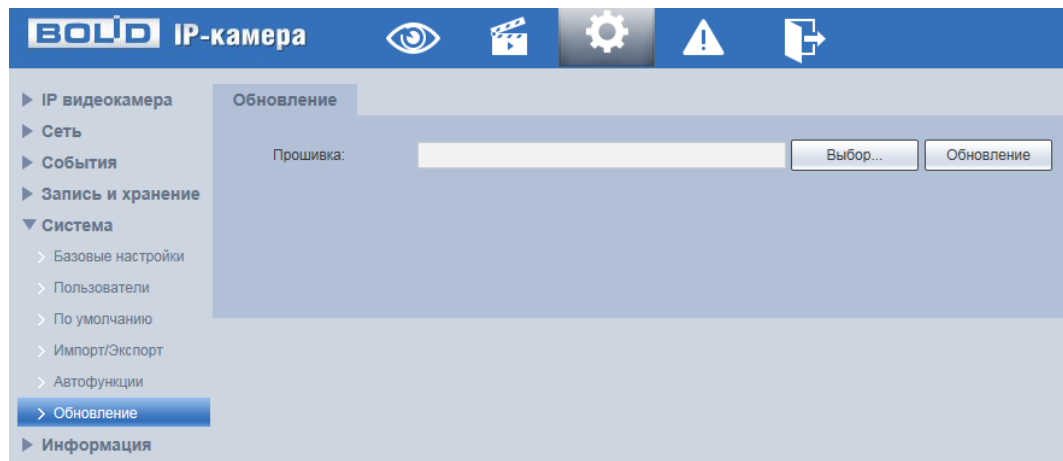 BOLID IP-камера
IP видеокамера
Сеть
События
Запись и хранение
Система
Базовые настройки
Пользователи
По умолчанию
Импорт/Экспорт
Автофункции
Обновление
Информация
Обновление
Прошивка:
Выбор... Обновление